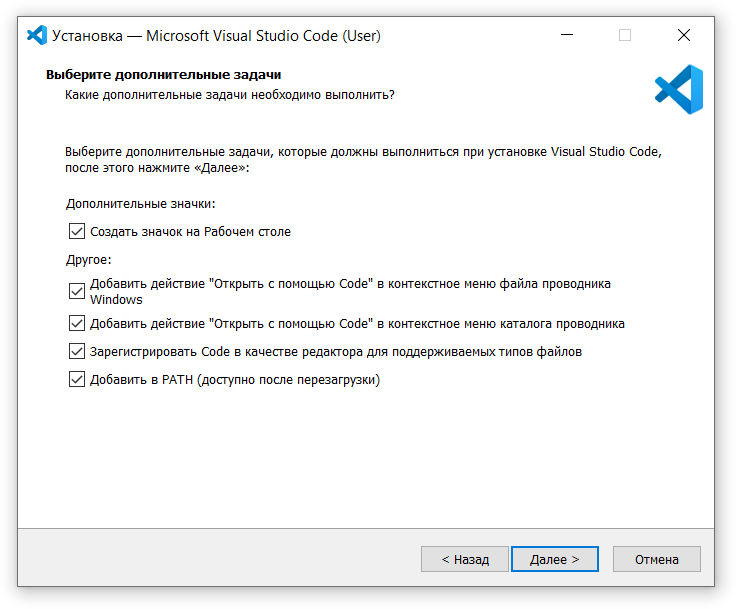 Установка — Microsoft Visual Studio Code (User)
Выберите дополнительные задачи
Какие дополнительные задачи необходимо выполнить?
Выберите дополнительные задачи, которые должны выполниться при установке Visual Studio Code,
после этого нажмите «Далее»:
Дополнительные значки:
Создать значок на Рабочем столе
Другое:
Добавить действие "Открыть с помощью Code" в контекстное меню файла проводника
Windows
Добавить действие "Открыть с помощью Code" в контекстное меню каталога проводника
Зарегистрировать Code в качестве редактора для поддерживаемых типов файлов
Добавить в PATH (доступно после перезагрузки)
< Назад Далее > Отмена